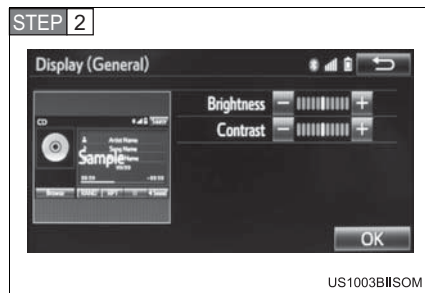 STEP 2
Display (General)
Brightness
Contrast
CD
Artist Name
Sample
OK
US1003BⅡSOM